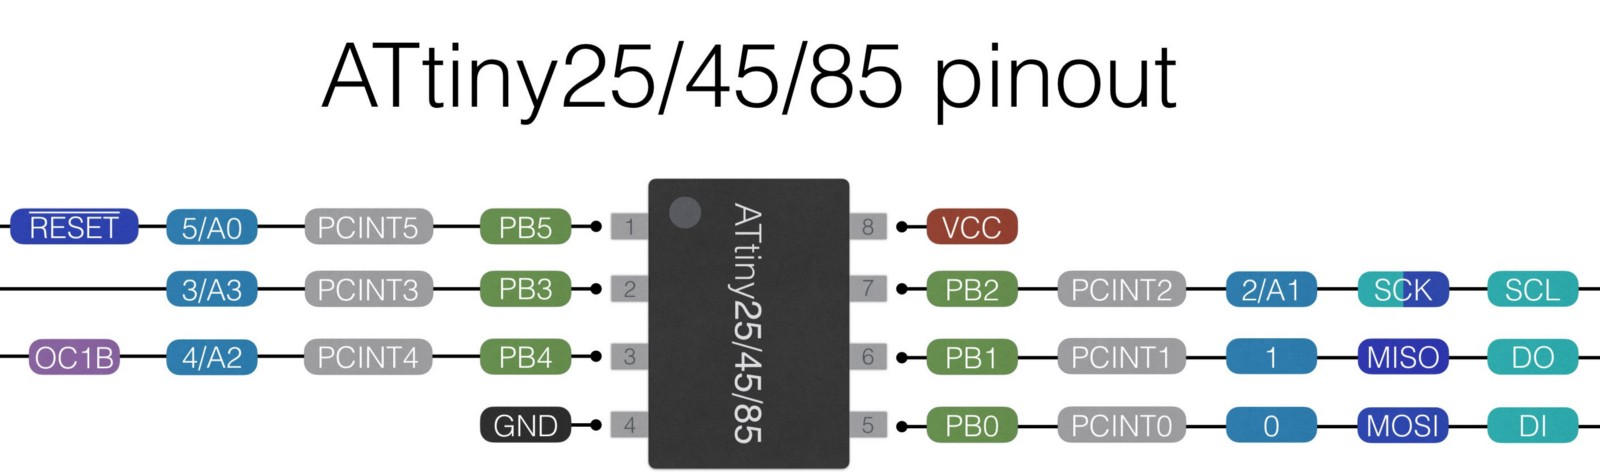 ATtiny25/45/85 pinout
RESET 5/A0 PCINT5 PB5 1 8 VCC
3/A3 PCINT3 PB3 2 7 PB2 PCINT2 2/A1 SCK SCL
OC1B 4/A2 PCINT4 PB4 3 6 PB1 PCINT1 1 MISO DO
GND 4 5 PB0 PCINT0 0 MOSI DI
ATtiny25/45/85